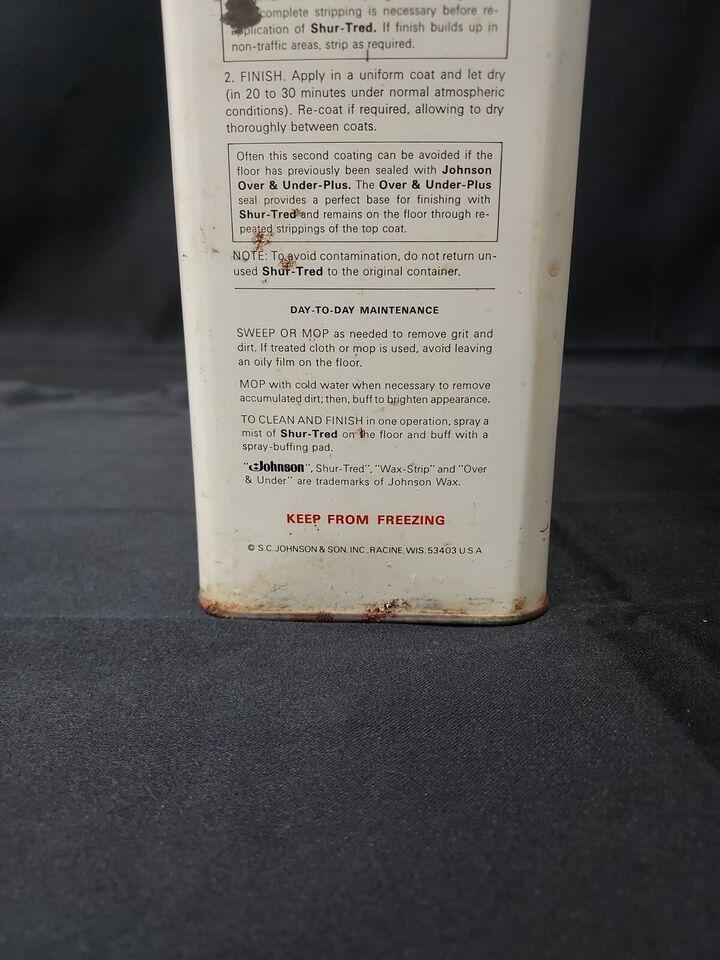 complete stripping is necessary before re-
application of Shur-Tred. If finish builds up in
non-traffic areas, strip as required.
2. FINISH. Apply in a uniform coat and let dry
(in 20 to 30 minutes under normal atmospheric
conditions). Re-coat if required, allowing to dry
thoroughly between coats.
Often this second coating can be avoided if the
floor has previously been sealed with Johnson
Over & Under-Plus. The Over & Under-Plus
seal provides a perfect base for finishing with
Shur-Tred and remains on the floor through re-
peated strippings of the top coat.
NOTE: To avoid contamination, do not return un-
used Shur-Tred to the original container.
DAY-TO-DAY MAINTENANCE
SWEEP OR MOP as needed to remove grit and
dirt. If treated cloth or mop is used, avoid leaving
an oily film on the floor.
MOP with cold water when necessary to remove
accumulated dirt; then, buff to brighten appearance.
TO CLEAN AND FINISH in one operation, spray a
mist of Shur-Tred on the floor and buff with a
spray-buffing pad.
"Johnson", Shur-Tred", "Wax-Strip" and "Over
& Under" are trademarks of Johnson Wax.
KEEP FROM FREEZING
© S.C. JOHNSON & SON, INC., RACINE, WIS. 53403 U.S.A